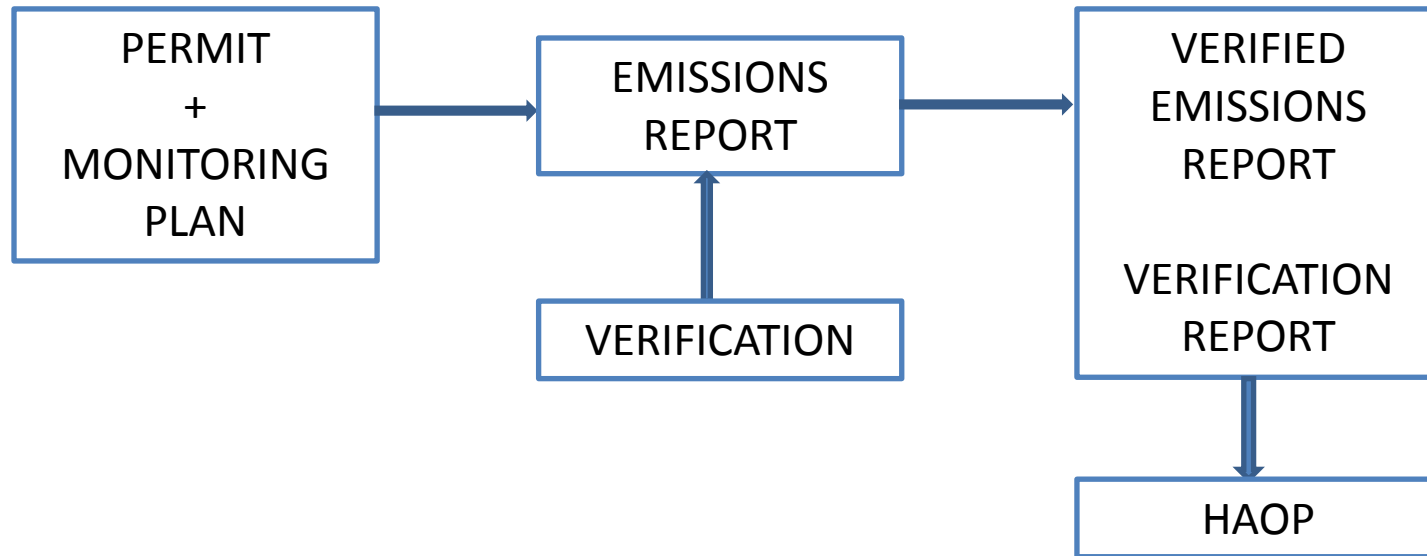 PERMIT
+
MONITORING
PLAN
EMISSIONS
REPORT
VERIFICATION
VERIFIED
EMISSIONS
REPORT
VERIFICATION
REPORT
HAOP